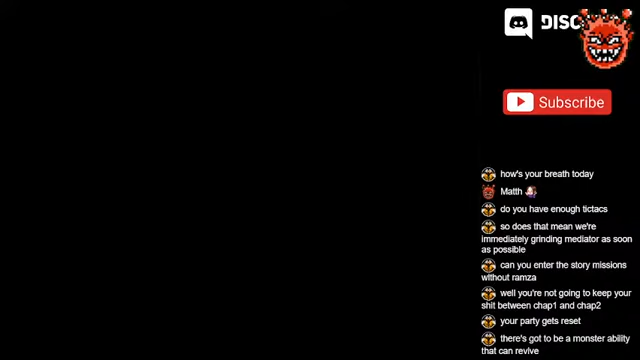 DISC
Subscribe
how's your breath today
Matth
do you have enough tictacs
so does that mean we're
immediately grinding mediator as soon
as possible
can you enter the story missions
without ramza
well you're not going to keep your
shit between chap1 and chap2
your party gets reset
there's got to be a monster ability
that can revive